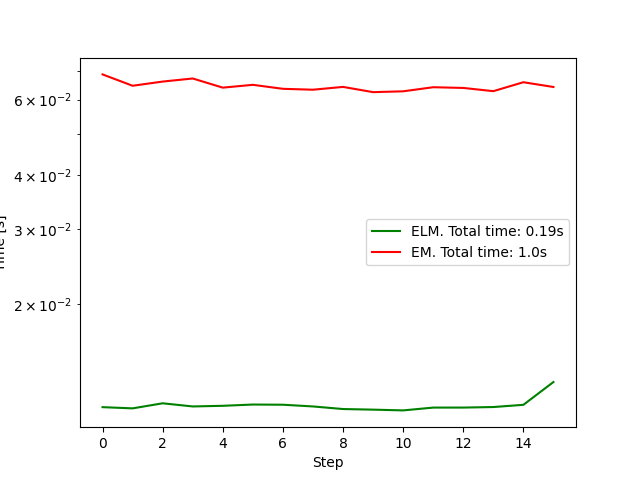 6 × 10⁻²
4 × 10⁻²
3 × 10⁻²
2 × 10⁻²
ELM. Total time: 0.19s
EM. Total time: 1.0s
0 2 4 6 8 10 12 14
Step